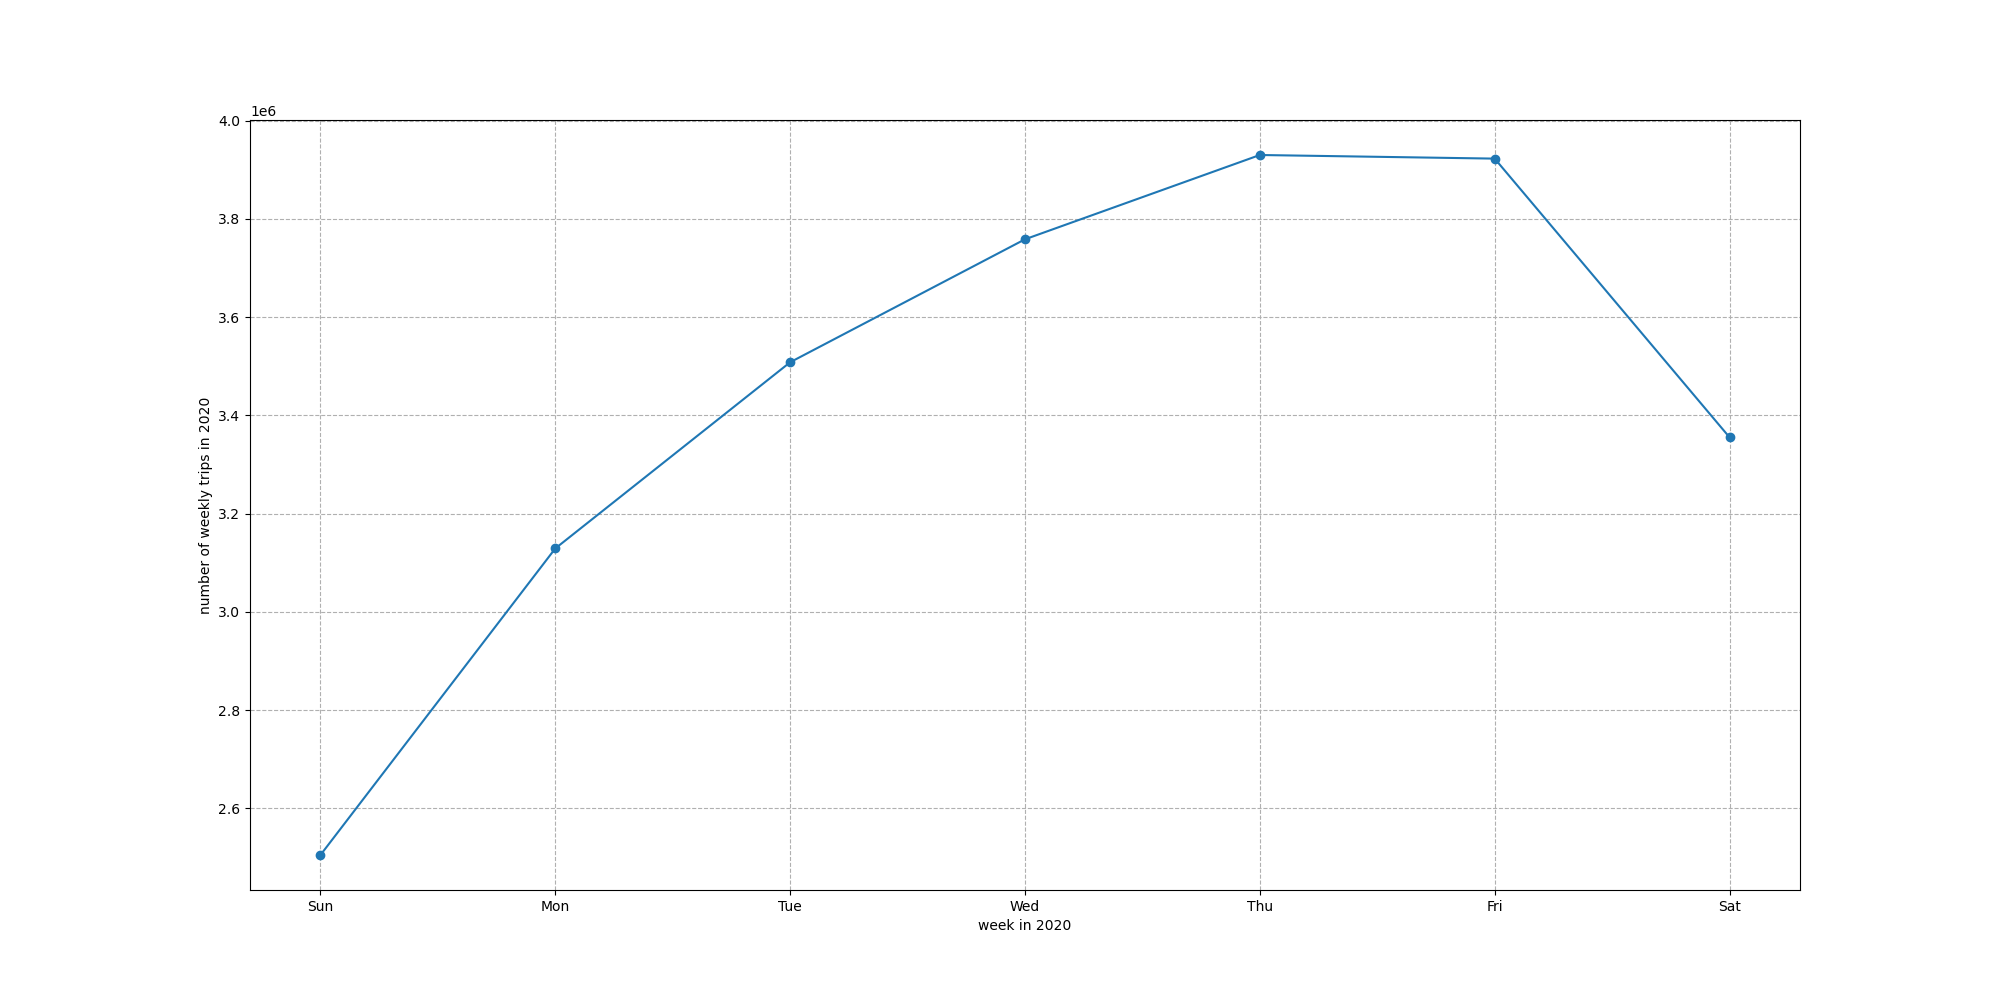 1e6
4.0
3.8
3.6
3.4
3.2
3.0
2.8
2.6
number of weekly trips in 2020
Sun Mon Tue Wed Thu Fri Sat
week in 2020